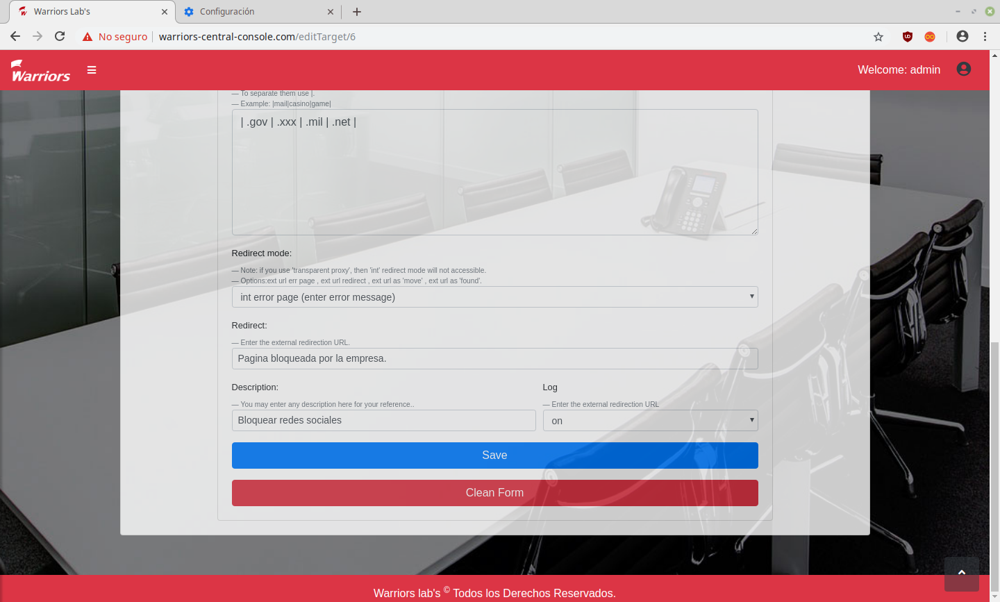 Warriors Lab's
Configuración
No seguro
warriors-central-console.com/editTarget/6
Warriors
Welcome: admin
— To separate them use |.
— Example: |mail|casino|game|
| .gov | .xxx | .mil | .net |
Redirect mode:
— Note: if you use 'transparent proxy', then 'int' redirect mode will not accessible.
— Options:ext url err page , ext url redirect , ext url as 'move' , ext url as 'found'.
int error page (enter error message)
Redirect:
— Enter the external redirection URL.
Pagina bloqueada por la empresa.
Description:
Log
— You may enter any description here for your reference..
— Enter the external redirection URL
Bloquear redes sociales
on
Save
Clean Form
Warriors lab's © Todos los Derechos Reservados.